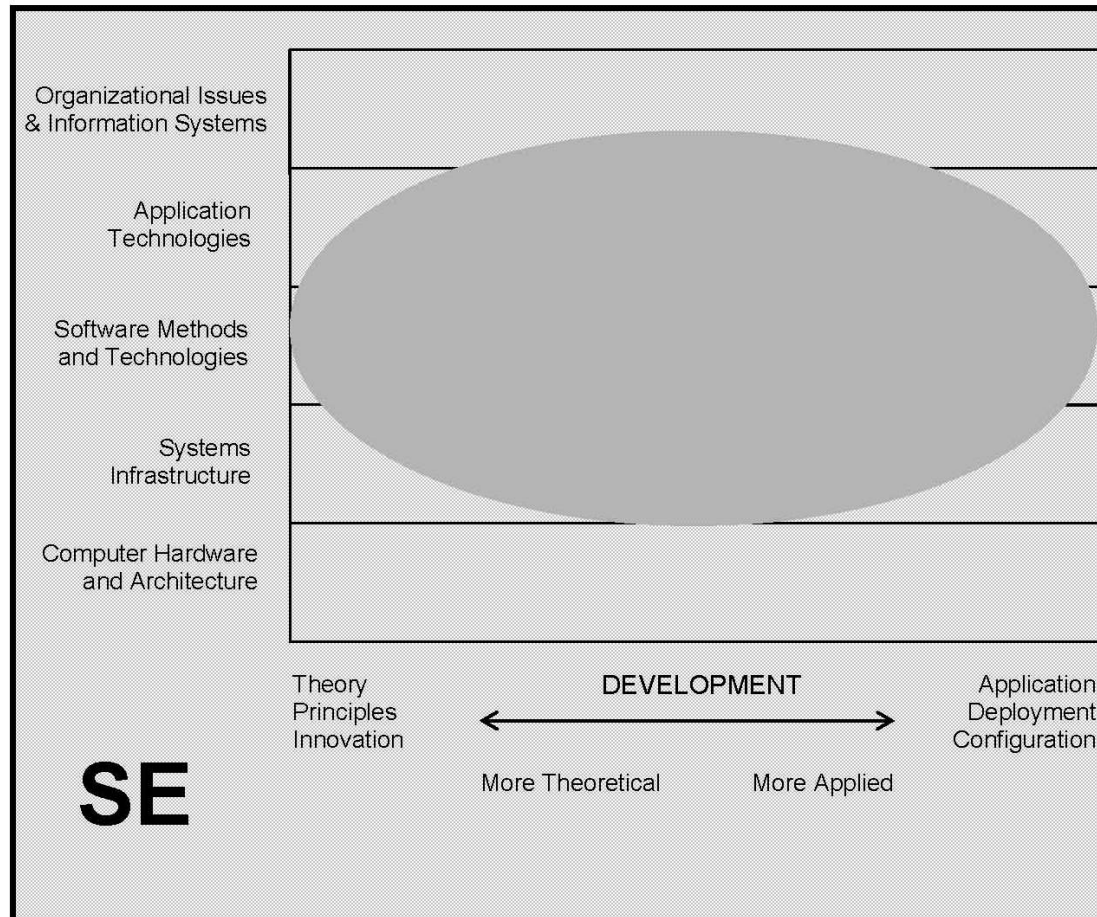 Organizational Issues
& Information Systems
Application
Technologies
Software Methods
and Technologies
Systems
Infrastructure
Computer Hardware
and Architecture
Theory
Principles
Innovation
DEVELOPMENT
Application
Deployment
Configuration
More Theoretical
More Applied
SE